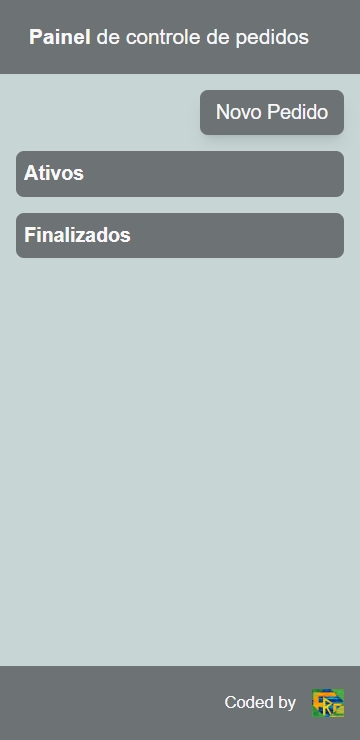 Painel de controle de pedidos
Novo Pedido
Ativos
Finalizados
Coded by